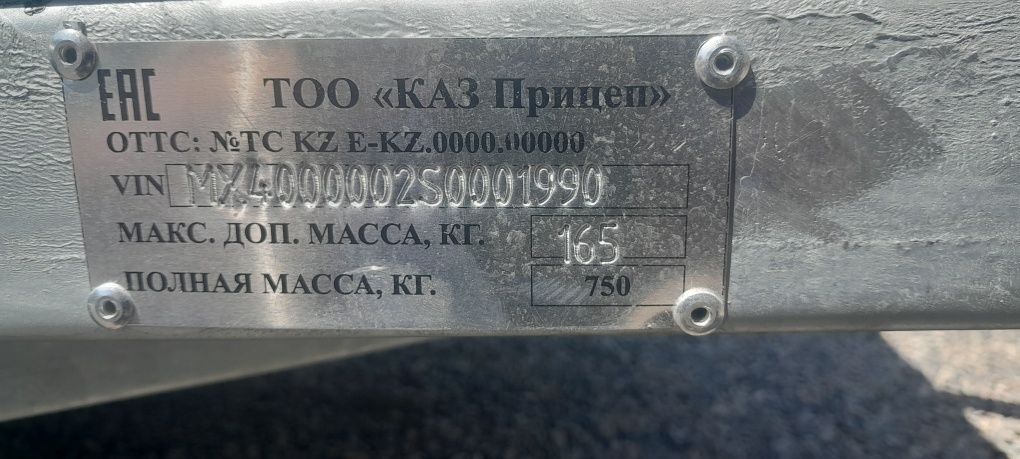 ЕАС ТОО «КАЗ Прицеп»
ОТТС: №ТС KZ E-KZ.0000.00000
VIN MX4000002S0001990
МАКС. ДОП. МАССА, КГ. 165
ПОЛНАЯ МАССА, КГ. 750